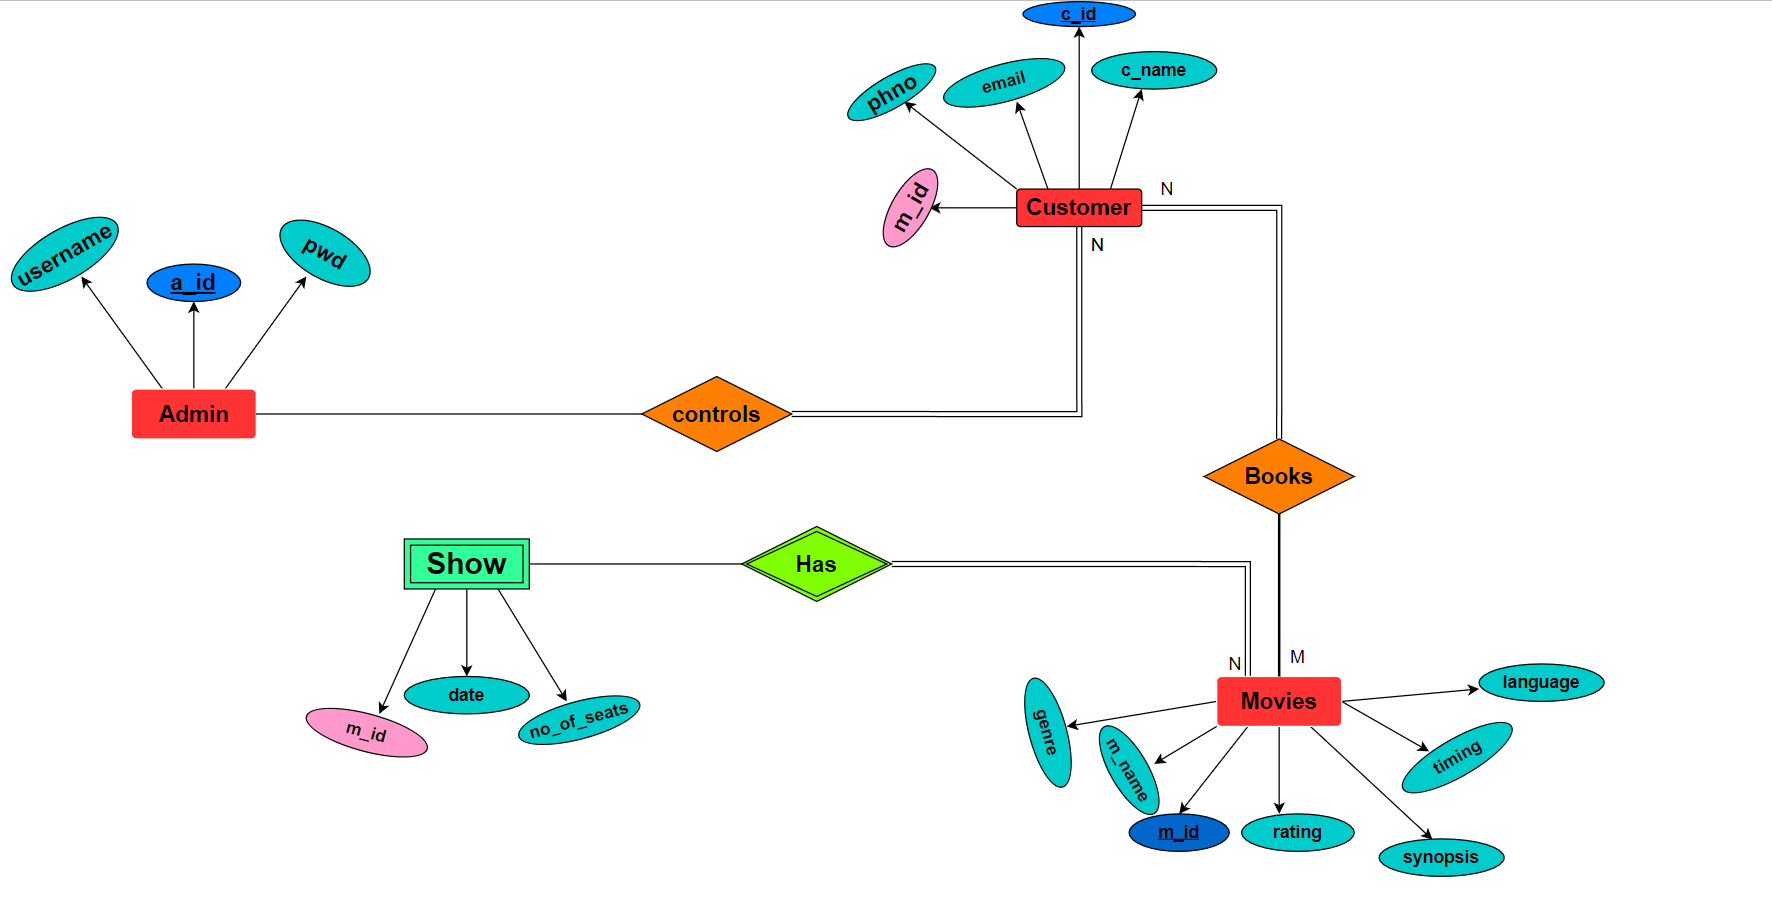 c_id
c_name
email
phno
m_id
Customer
N
N
username
a_id
pwd
Admin
controls
Books
Show
Has
m_id
date
no_of_seats
N
M
Movies
language
timing
genre
m_name
m_id
rating
synopsis